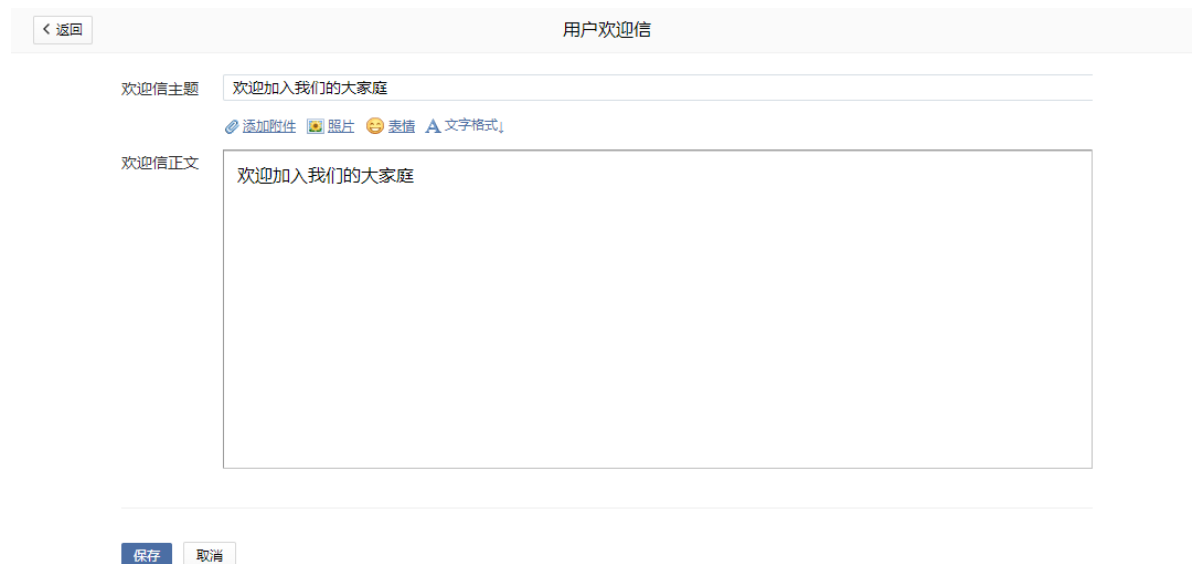 返回
用户欢迎信
欢迎信主题 欢迎加入我们的大家庭
添加附件 照片 表情 A 文字格式↓
欢迎信正文 欢迎加入我们的大家庭
保存 取消